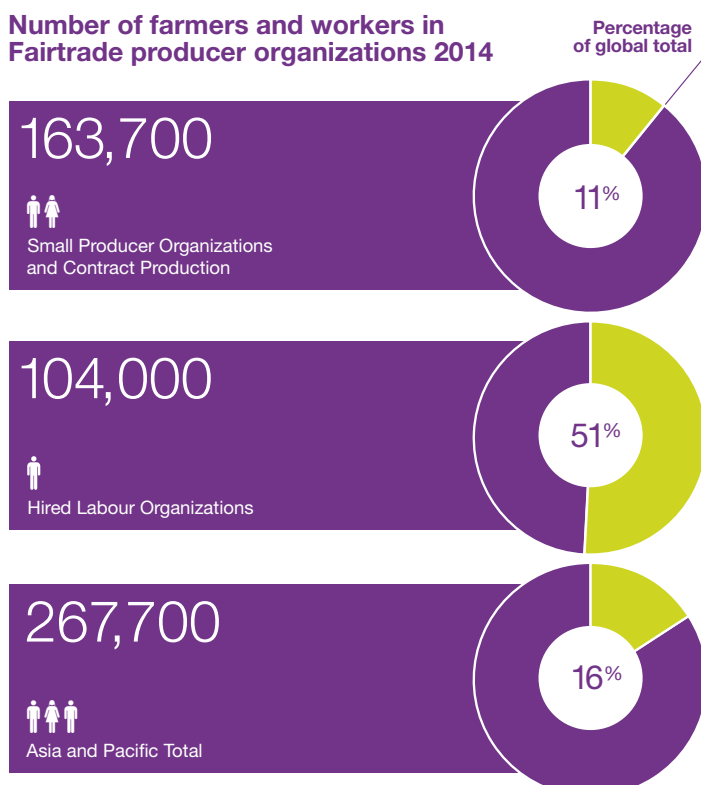 Number of farmers and workers in
Fairtrade producer organizations 2014
Percentage
of global total
163,700
Small Producer Organizations
and Contract Production
11%
104,000
Hired Labour Organizations
51%
267,700
Asia and Pacific Total
16%